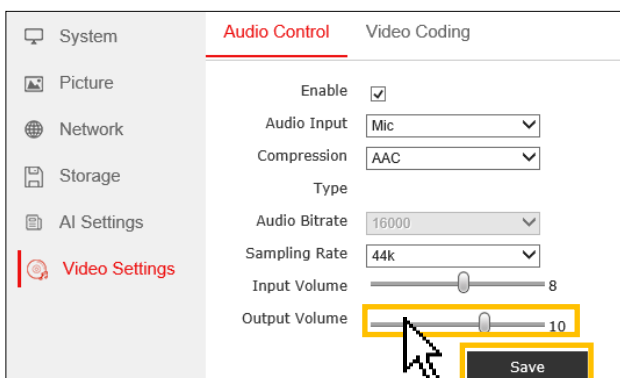 System
Picture
Network
Storage
AI Settings
Video Settings
Audio Control Video Coding
Enable
Audio Input Mic
Compression AAC
Type
Audio Bitrate 16000
Sampling Rate 44k
Input Volume 8
Output Volume 10
Save